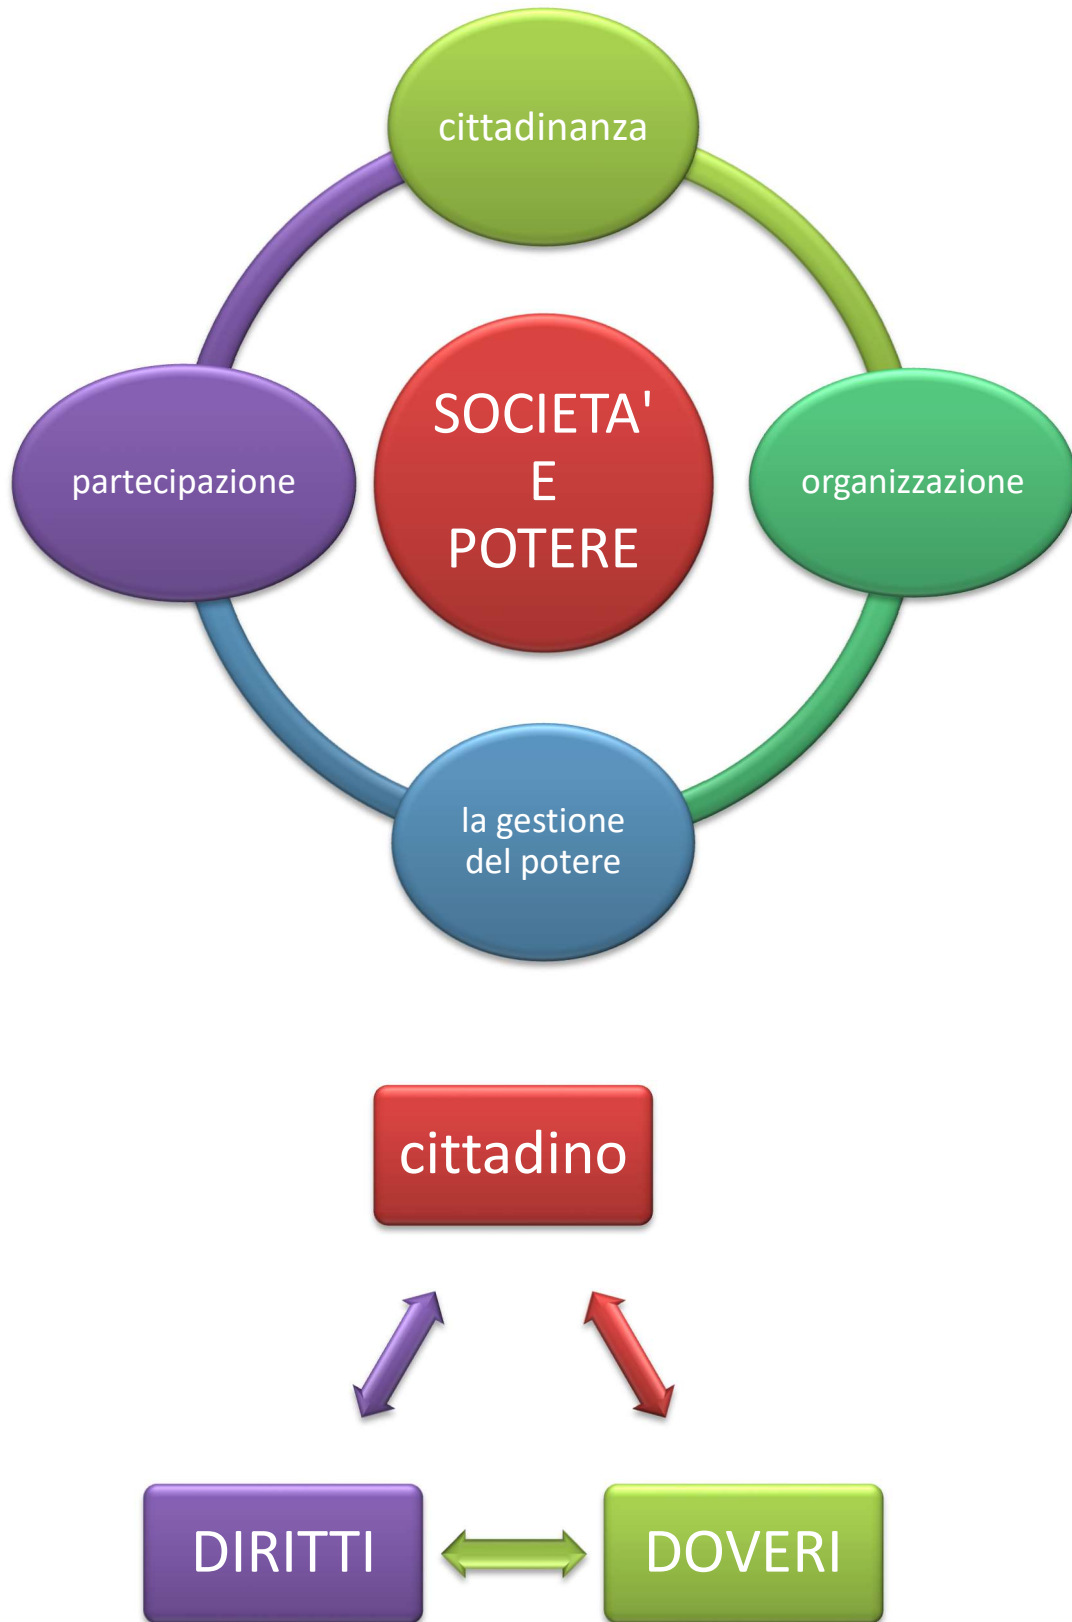 cittadinanza
SOCIETA'
E
POTERE
partecipazione
organizzazione
la gestione
del potere
cittadino
DIRITTI
DOVERI